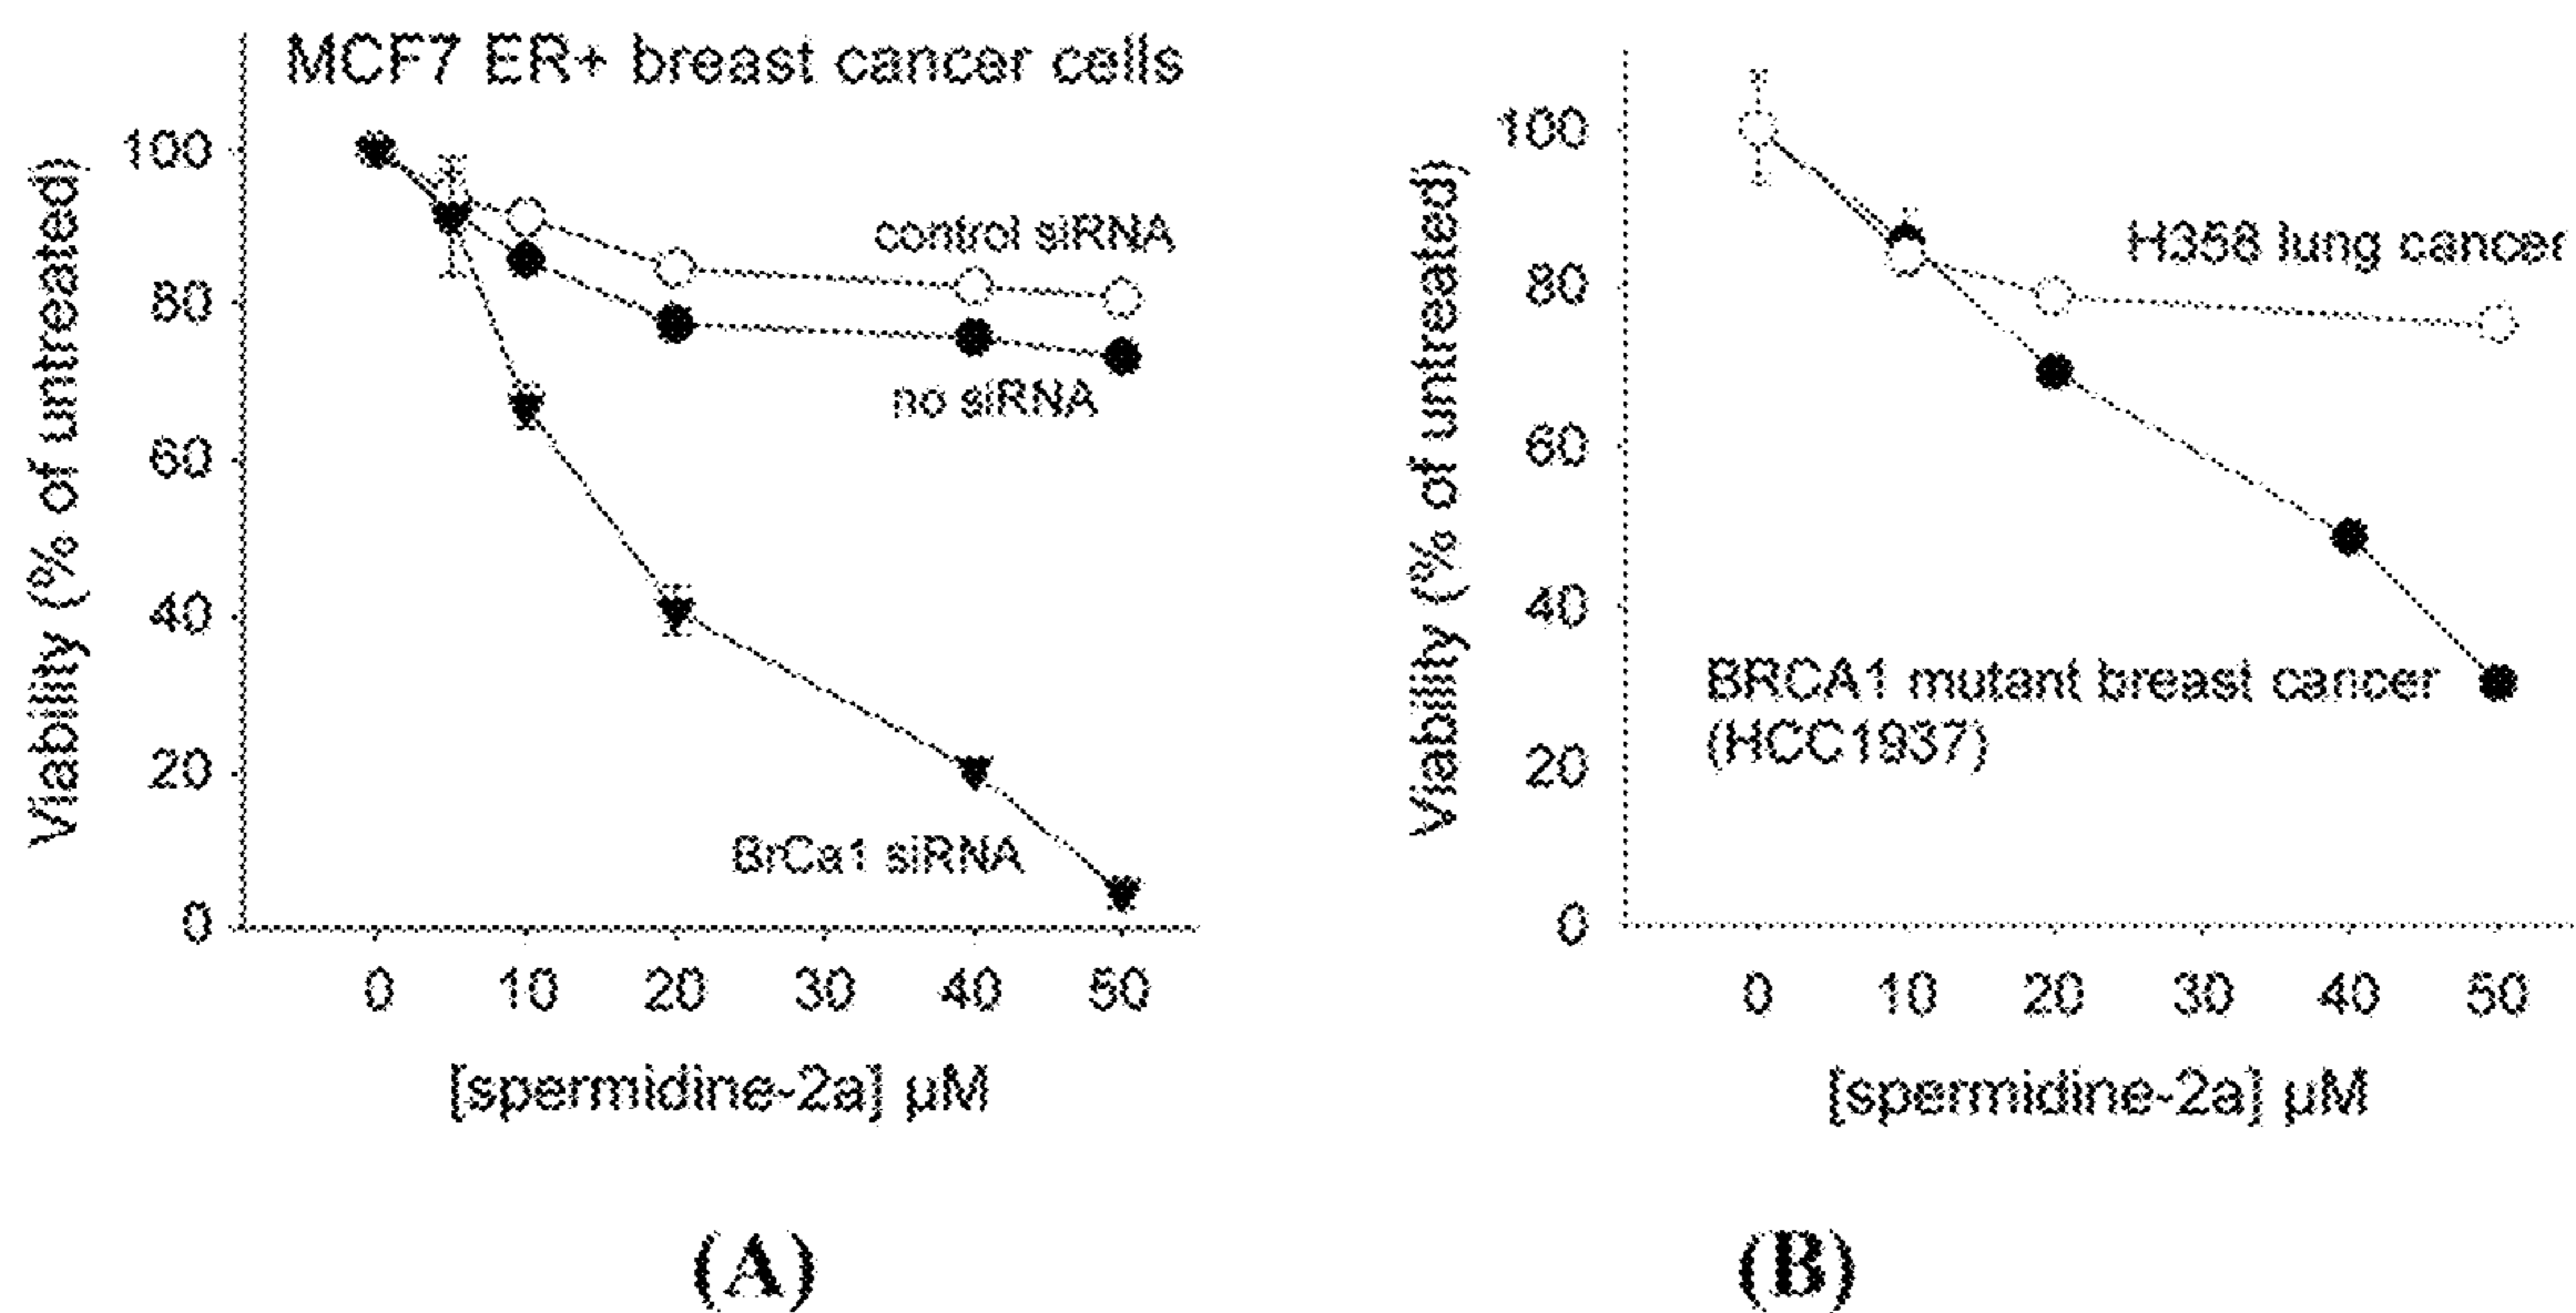 MCF7 ER+ breast cancer cells
Viability (% of untreated)
100
80
60
40
20
0
control siRNA
no siRNA
BrCa1 siRNA
0 10 20 30 40 50
[spermidine-2a] µM
(A)
Viability (% of untreated)
100
80
60
40
20
0
H358 lung cancer
BRCA1 mutant breast cancer
(HCC1937)
0 10 20 30 40 50
[spermidine-2a] µM
(B)